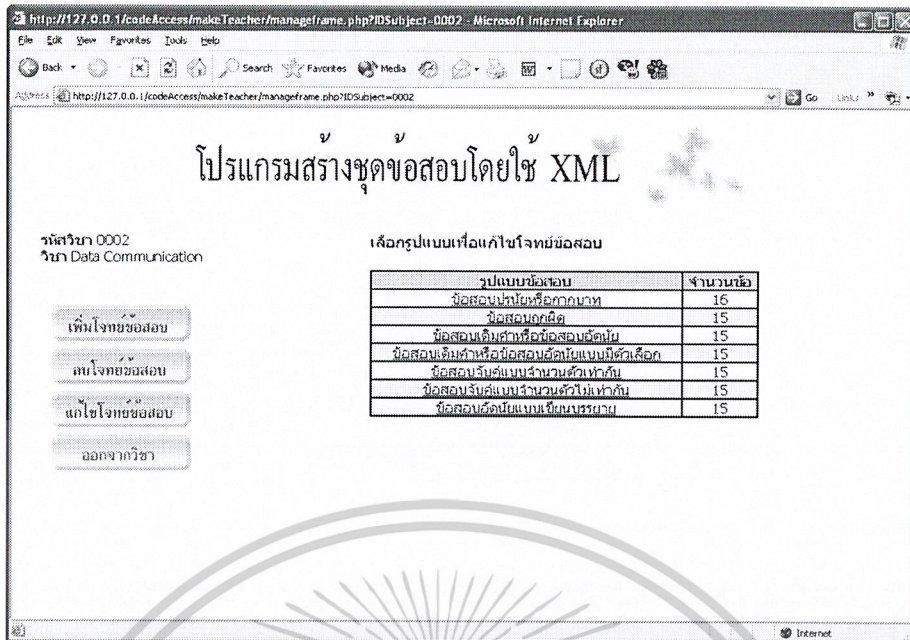 http://127.0.0.1/codeAccess/makeTeacher/manageframe.php?IDSubject=0002 - Microsoft Internet Explorer
File Edit View Favorites Tools Help
Back Search Favorites Media
Address http://127.0.0.1/codeAccess/makeTeacher/manageframe.php?IDSubject=0002 Go Links »
โปรแกรมสร้างชุดข้อสอบโดยใช้ XML
รหัสวิชา 0002
วิชา Data Communication
เพิ่มโจทย์ข้อสอบ
ลบโจทย์ข้อสอบ
แก้ไขโจทย์ข้อสอบ
ออกจากวิชา
เลือกรูปแบบเพื่อแก้ไขโจทย์ข้อสอบ
รูปแบบข้อสอบ จำนวนข้อ
ข้อสอบปรนัยหรือกากบาท 16
ข้อสอบถูกผิด 15
ข้อสอบเติมคำหรือข้อสอบอัตนัย 15
ข้อสอบเติมคำหรือข้อสอบอัตนัยแบบมีตัวเลือก 15
ข้อสอบจับคู่แบบจำนวนตัวเท่ากัน 15
ข้อสอบจับคู่แบบจำนวนตัวไม่เท่ากัน 15
ข้อสอบอัตนัยแบบเขียนบรรยาย 15
Internet